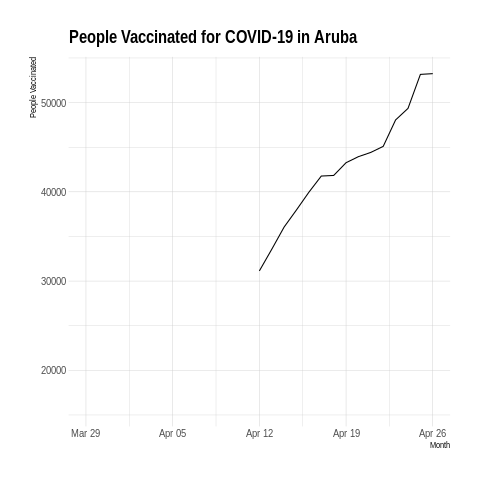 People Vaccinated for COVID-19 in Aruba
People Vaccinated
50000
40000
30000
20000
Mar 29 Apr 05 Apr 12 Apr 19 Apr 26
Month